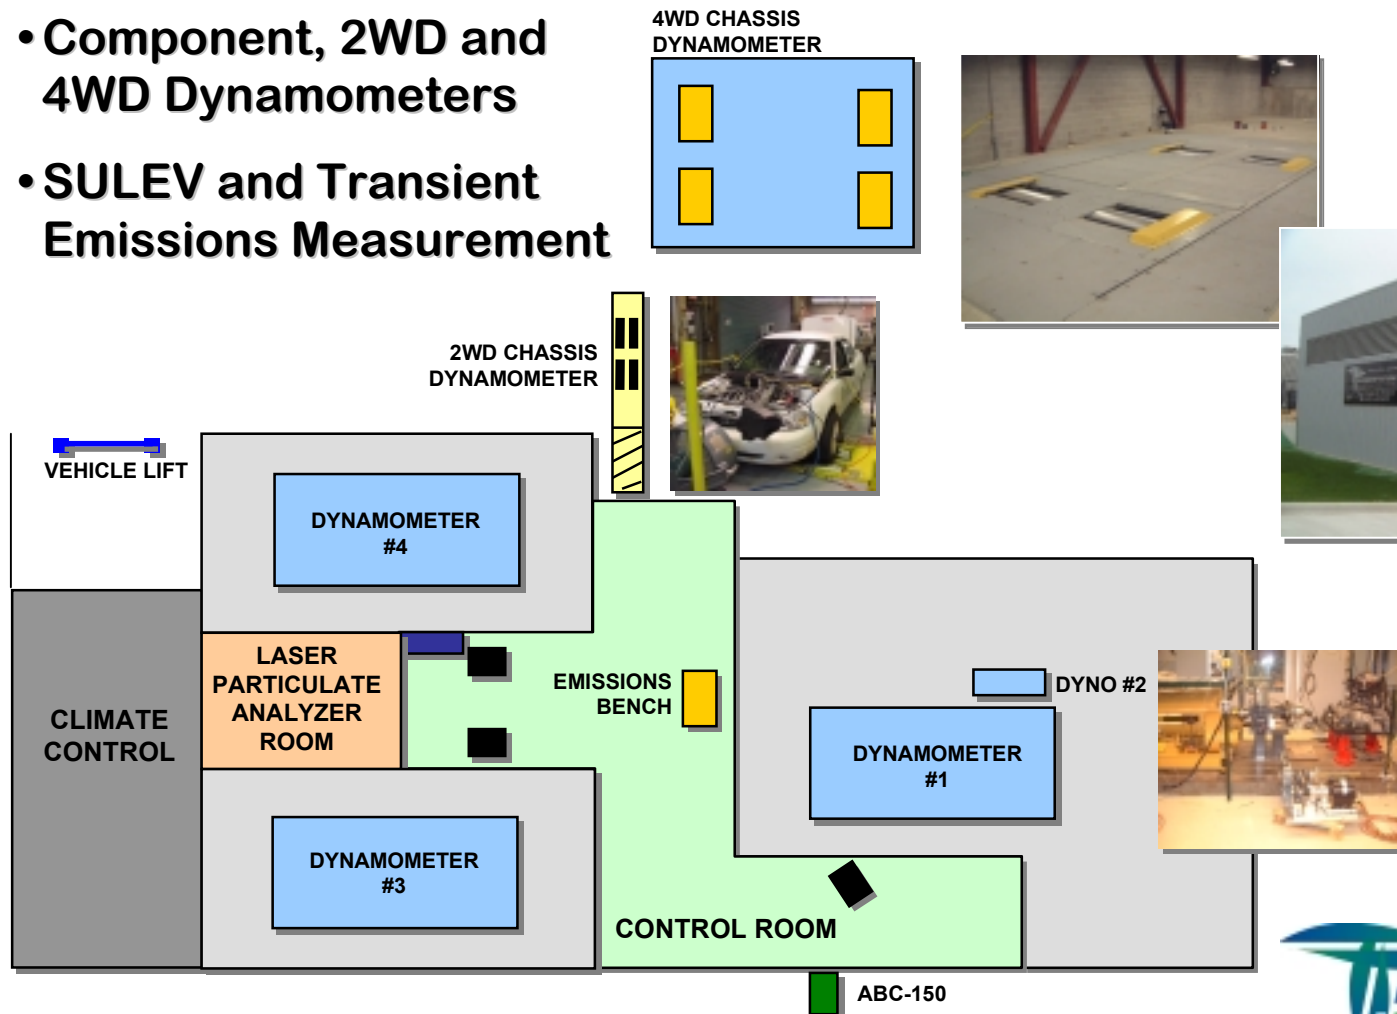 • Component, 2WD and
4WD Dynamometers
• SULEV and Transient
Emissions Measurement
4WD CHASSIS
DYNAMOMETER
2WD CHASSIS
DYNAMOMETER
VEHICLE LIFT
DYNAMOMETER
#4
LASER
PARTICULATE
ANALYZER
ROOM
CLIMATE
CONTROL
EMISSIONS
BENCH
DYNO #2
DYNAMOMETER
#1
DYNAMOMETER
#3
CONTROL ROOM
ABC-150